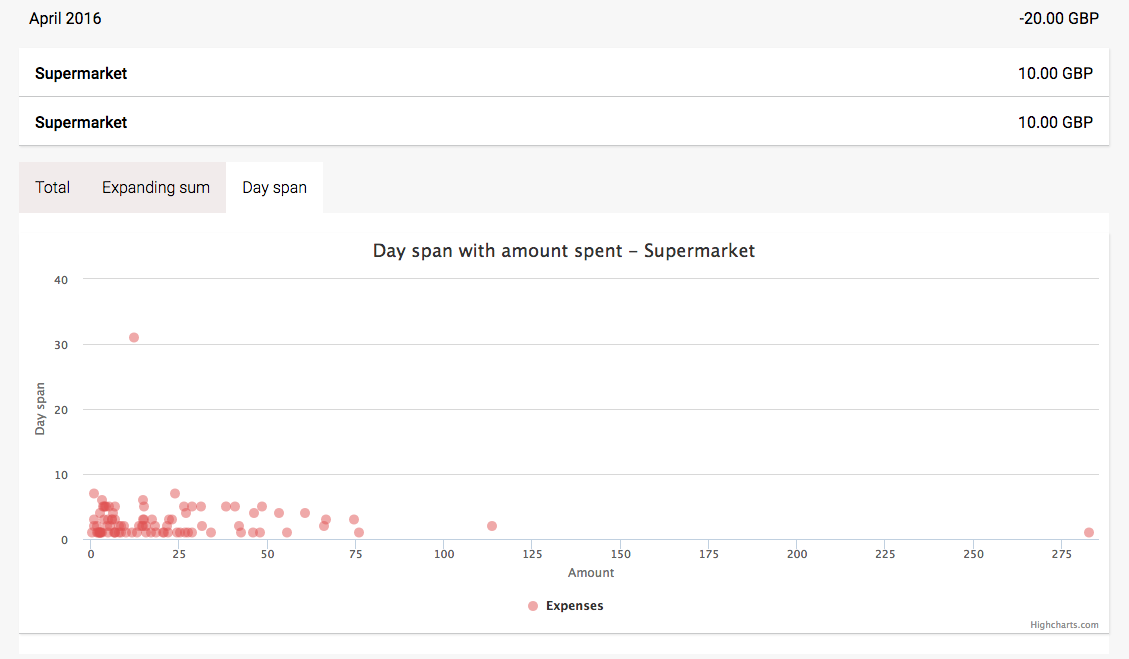 April 2016 -20.00 GBP
Supermarket 10.00 GBP
Supermarket 10.00 GBP
Total Expanding sum Day span
Day span with amount spent – Supermarket
40
30
20
10
0
Day span
0 25 50 75 100 125 150 175 200 225 250 275
Amount
Expenses
Highcharts.com